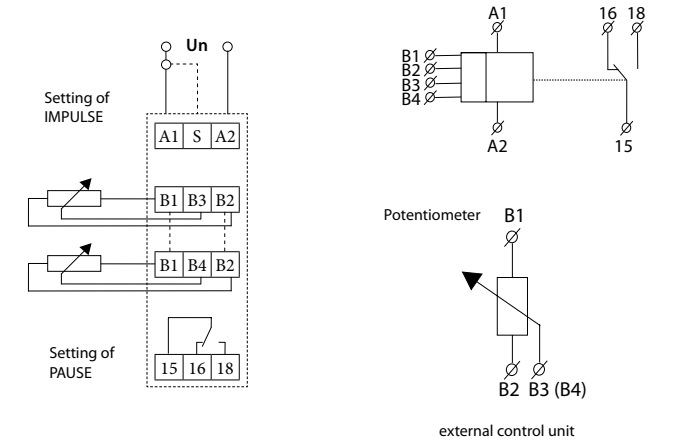 Un
Setting of
IMPULSE
A1 S A2
B1 B3 B2
B1 B4 B2
Setting of
PAUSE
15 16 18
A1
16 18
B1
B2
B3
B4
A2
15
Potentiometer B1
B2 B3 (B4)
external control unit